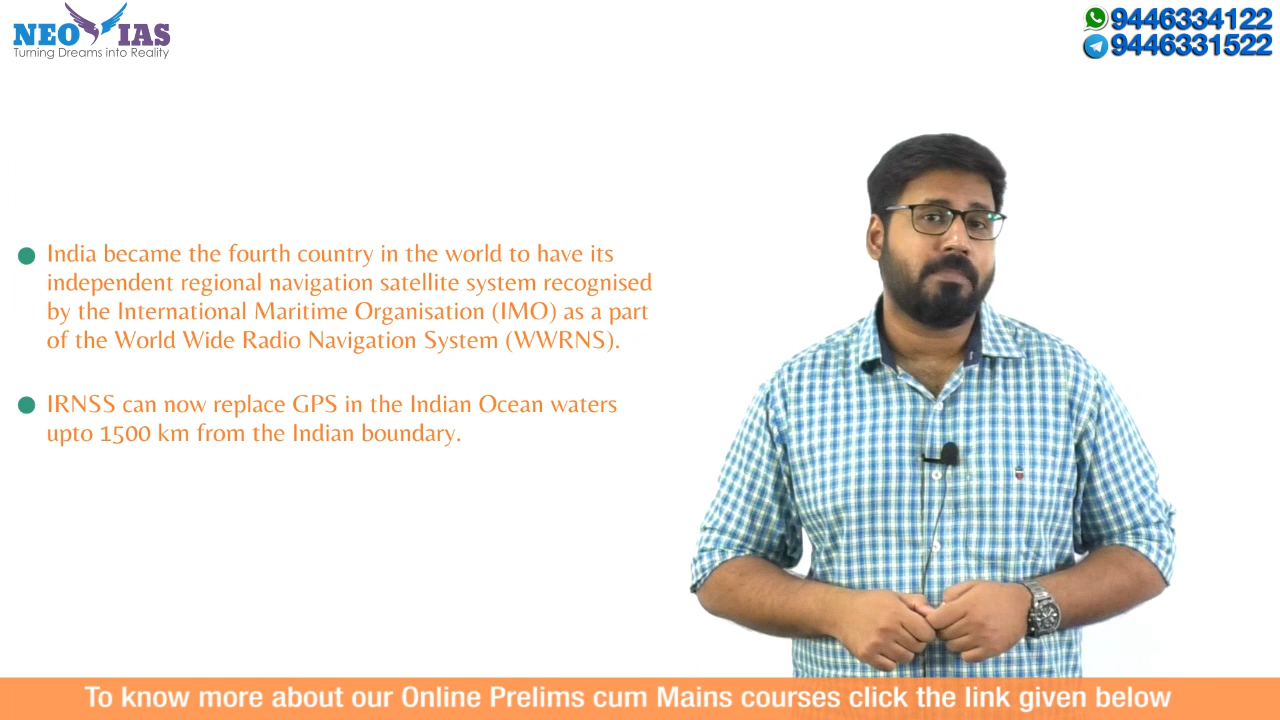 NEO IAS
Turning Dreams into Reality
9446334122
9446331522
India became the fourth country in the world to have its
independent regional navigation satellite system recognised
by the International Maritime Organisation (IMO) as a part
of the World Wide Radio Navigation System (WWRNS).
IRNSS can now replace GPS in the Indian Ocean waters
upto 1500 km from the Indian boundary.
To know more about our Online Prelims cum Mains courses click the link given below